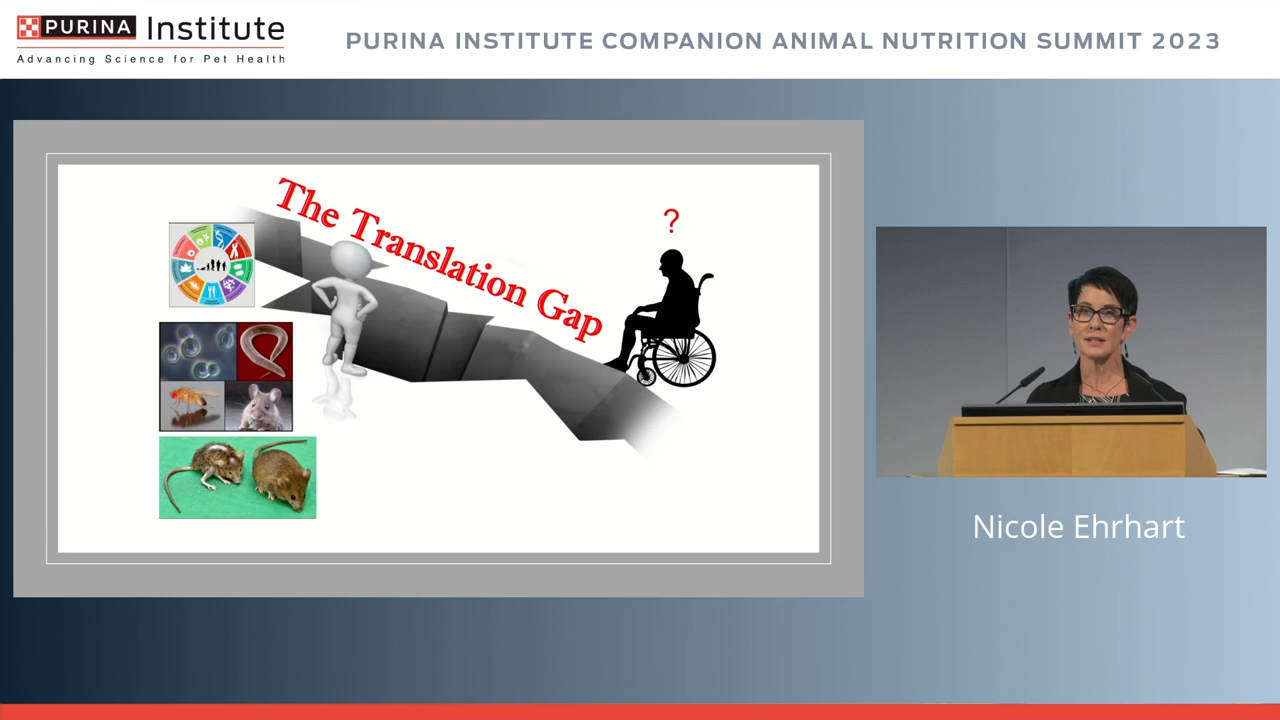 PURINA Institute
Advancing Science for Pet Health
PURINA INSTITUTE COMPANION ANIMAL NUTRITION SUMMIT 2023
The Translation Gap
?
Nicole Ehrhart